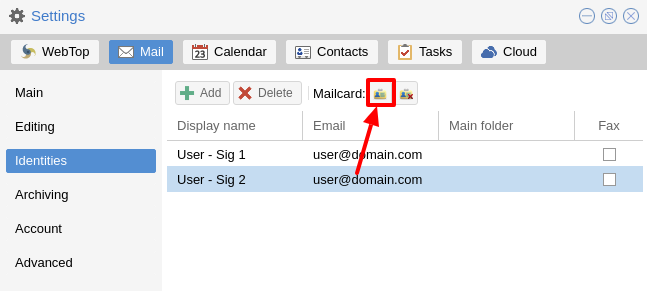 Settings
WebTop Mail 23 Calendar Contacts Tasks Cloud
Main
Editing
Identities
Archiving
Account
Advanced
Add Delete Mailcard:
Display name Email Main folder Fax
User - Sig 1 user@domain.com
User - Sig 2 user@domain.com